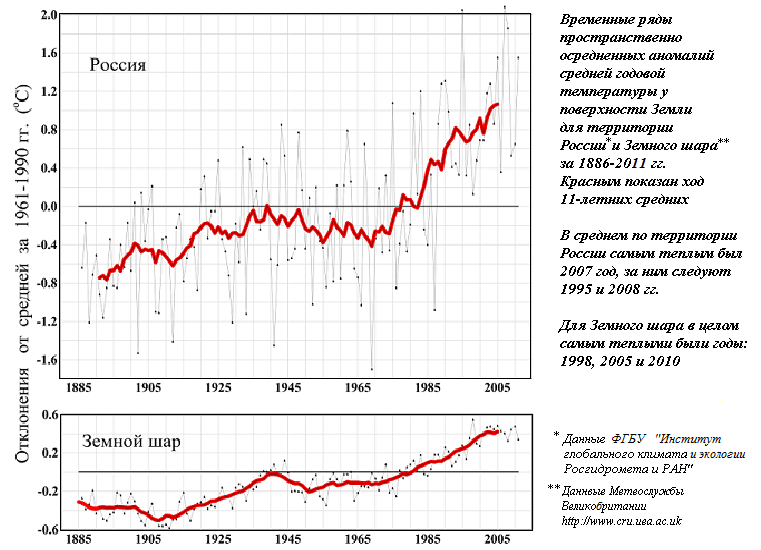 Отклонения от средней за 1961-1990 гг. (°C)
2.0
1.6
1.2
0.8
0.4
0.0
-0.4
-0.8
-1.2
-1.6
Россия
1885 1905 1925 1945 1965 1985 2005
0.6
0.2
-0.2
-0.6
Земной шар
1885 1905 1925 1945 1965 1985 2005
Временные ряды
пространственно
осредненных аномалий
средней годовой
температуры у
поверхности Земли
для территории
России* и Земного шара**
за 1886-2011 гг.
Красным показан ход
11-летних средних
В среднем по территории
России самым теплым был
2007 год, за ним следуют
1995 и 2008 гг.
Для Земного шара в целом
самым теплыми были годы:
1998, 2005 и 2010
* Данные ФГБУ "Институт
глобального климата и экологии
Росгидромета и РАН"
** Данные Метеослужбы
Великобритании
http://www.cru.uea.ac.uk